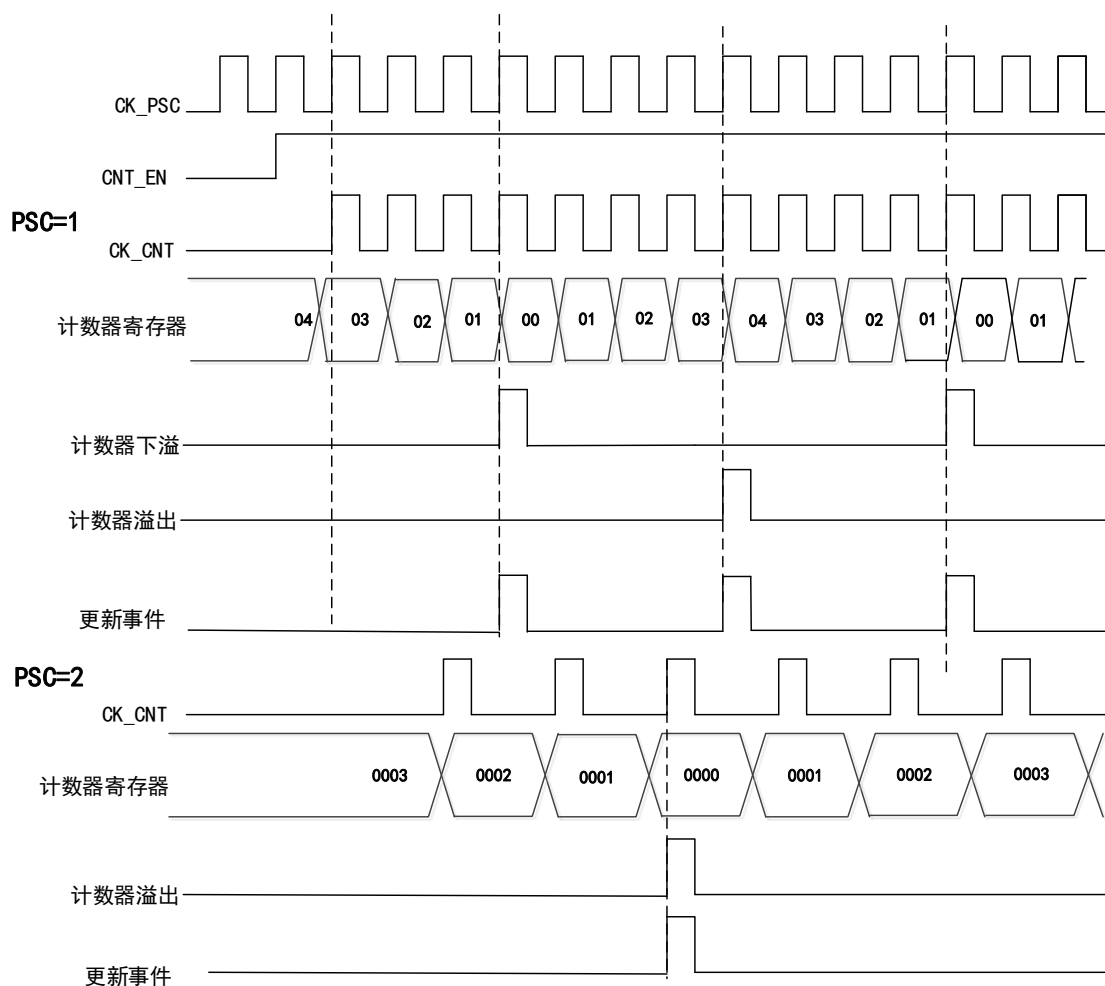 CK_PSC
CNT_EN
PSC=1
CK_CNT
计数器寄存器 04 03 02 01 00 01 02 03 04 03 02 01 00 01
计数器下溢
计数器溢出
更新事件
PSC=2
CK_CNT
计数器寄存器 0003 0002 0001 0000 0001 0002 0003
计数器溢出
更新事件